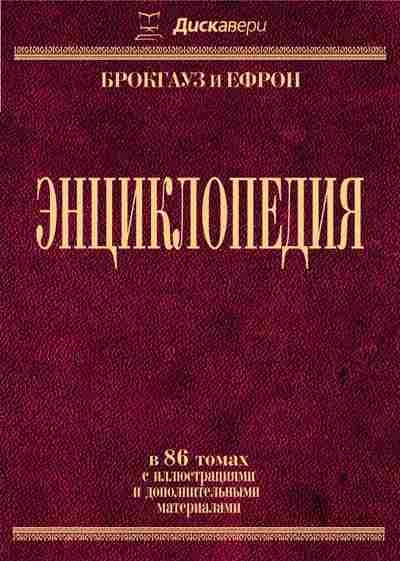 Дискавери
БРОКГАУЗ и ЕФРОН
ЭНЦИКЛОПЕДИЯ
в 86 томах
с иллюстрациями
и дополнительными
материалами